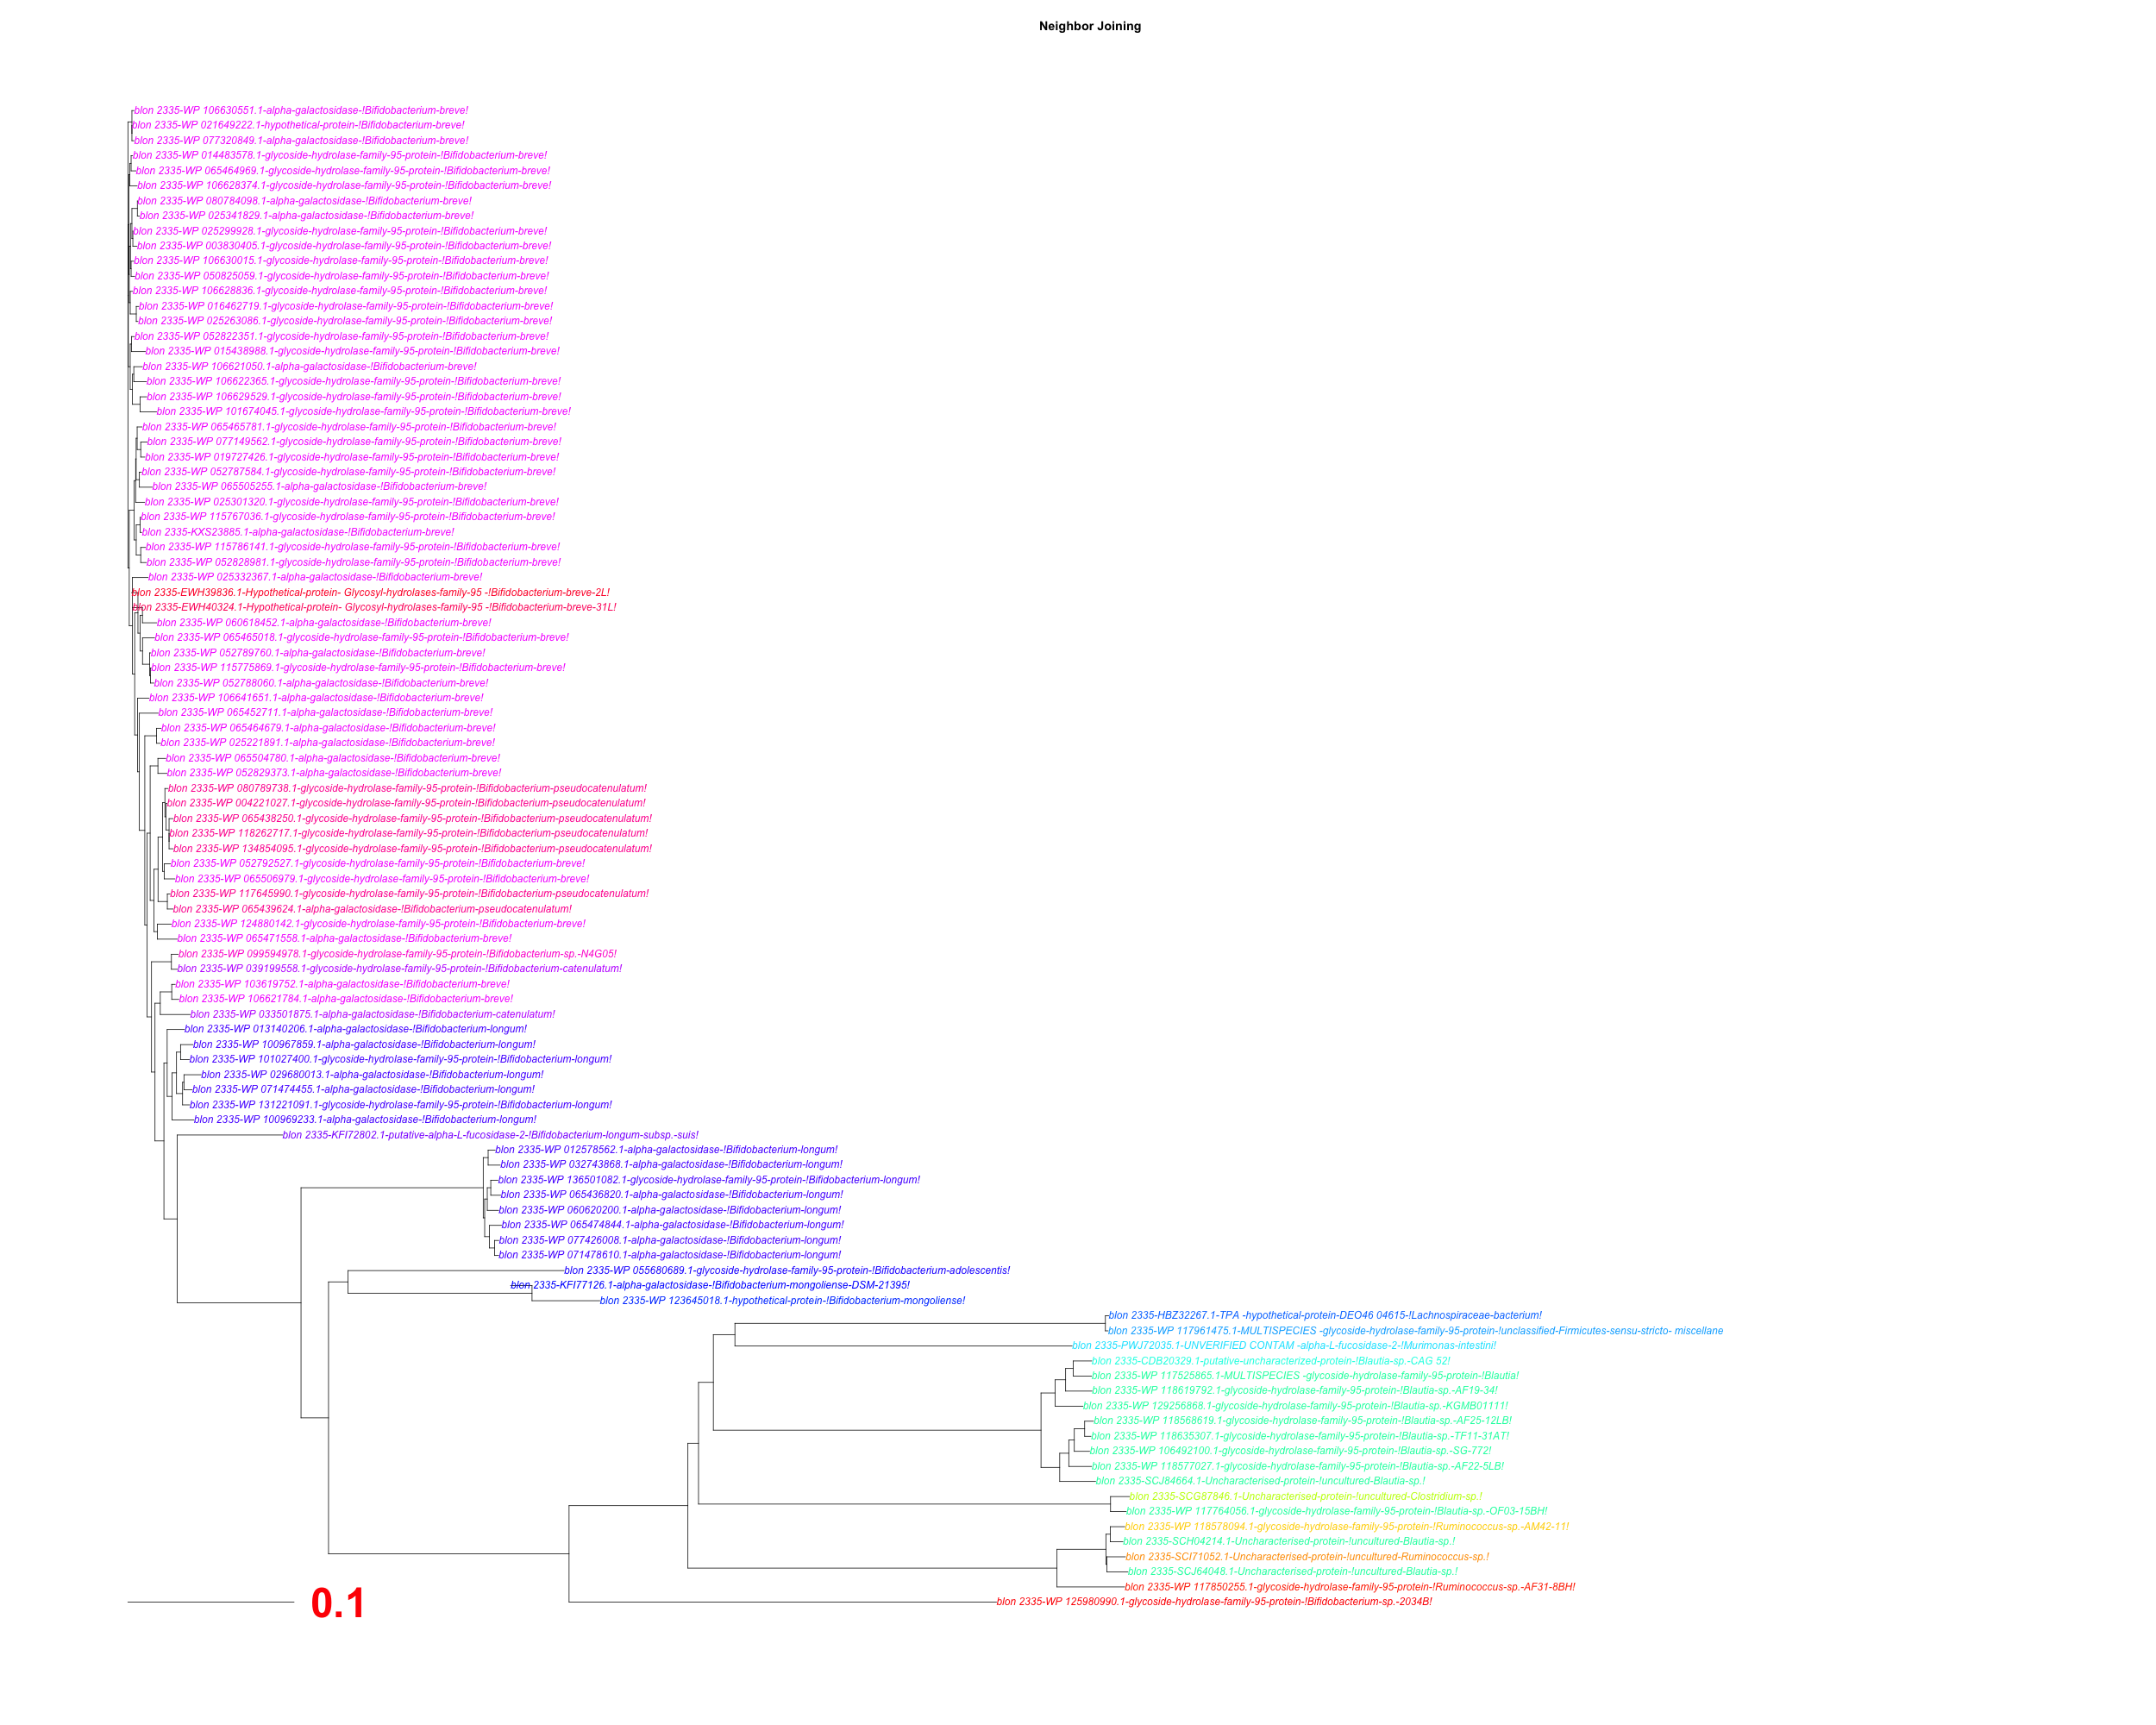 Neighbor Joining
blon 2335-WP 106630551.1-alpha-galactosidase-!Bifidobacterium-breve!
blon 2335-WP 021649222.1-hypothetical-protein-!Bifidobacterium-breve!
blon 2335-WP 077320849.1-alpha-galactosidase-!Bifidobacterium-breve!
blon 2335-WP 014483578.1-glycoside-hydrolase-family-95-protein-!Bifidobacterium-breve!
blon 2335-WP 065464969.1-glycoside-hydrolase-family-95-protein-!Bifidobacterium-breve!
blon 2335-WP 106628374.1-glycoside-hydrolase-family-95-protein-!Bifidobacterium-breve!
blon 2335-WP 080784098.1-alpha-galactosidase-!Bifidobacterium-breve!
blon 2335-WP 025341829.1-alpha-galactosidase-!Bifidobacterium-breve!
blon 2335-WP 025299928.1-glycoside-hydrolase-family-95-protein-!Bifidobacterium-breve!
blon 2335-WP 003830405.1-glycoside-hydrolase-family-95-protein-!Bifidobacterium-breve!
blon 2335-WP 106630015.1-glycoside-hydrolase-family-95-protein-!Bifidobacterium-breve!
blon 2335-WP 050825059.1-glycoside-hydrolase-family-95-protein-!Bifidobacterium-breve!
blon 2335-WP 106628836.1-glycoside-hydrolase-family-95-protein-!Bifidobacterium-breve!
blon 2335-WP 016462719.1-glycoside-hydrolase-family-95-protein-!Bifidobacterium-breve!
blon 2335-WP 025263086.1-glycoside-hydrolase-family-95-protein-!Bifidobacterium-breve!
blon 2335-WP 052822351.1-glycoside-hydrolase-family-95-protein-!Bifidobacterium-breve!
blon 2335-WP 015438988.1-glycoside-hydrolase-family-95-protein-!Bifidobacterium-breve!
blon 2335-WP 106621050.1-alpha-galactosidase-!Bifidobacterium-breve!
blon 2335-WP 106622365.1-glycoside-hydrolase-family-95-protein-!Bifidobacterium-breve!
blon 2335-WP 106629529.1-glycoside-hydrolase-family-95-protein-!Bifidobacterium-breve!
blon 2335-WP 101674045.1-glycoside-hydrolase-family-95-protein-!Bifidobacterium-breve!
blon 2335-WP 065465781.1-glycoside-hydrolase-family-95-protein-!Bifidobacterium-breve!
blon 2335-WP 077149562.1-glycoside-hydrolase-family-95-protein-!Bifidobacterium-breve!
blon 2335-WP 019727426.1-glycoside-hydrolase-family-95-protein-!Bifidobacterium-breve!
blon 2335-WP 052787584.1-glycoside-hydrolase-family-95-protein-!Bifidobacterium-breve!
blon 2335-WP 065505255.1-alpha-galactosidase-!Bifidobacterium-breve!
blon 2335-WP 025301320.1-glycoside-hydrolase-family-95-protein-!Bifidobacterium-breve!
blon 2335-WP 115767036.1-glycoside-hydrolase-family-95-protein-!Bifidobacterium-breve!
blon 2335-KXS23885.1-alpha-galactosidase-!Bifidobacterium-breve!
blon 2335-WP 115786141.1-glycoside-hydrolase-family-95-protein-!Bifidobacterium-breve!
blon 2335-WP 052828981.1-glycoside-hydrolase-family-95-protein-!Bifidobacterium-breve!
blon 2335-WP 025332367.1-alpha-galactosidase-!Bifidobacterium-breve!
blon 2335-EWH39836.1-Hypothetical-protein- Glycosyl-hydrolases-family-95 -!Bifidobacterium-breve-2L!
blon 2335-EWH40324.1-Hypothetical-protein- Glycosyl-hydrolases-family-95 -!Bifidobacterium-breve-31L!
blon 2335-WP 060618452.1-alpha-galactosidase-!Bifidobacterium-breve!
blon 2335-WP 065465018.1-glycoside-hydrolase-family-95-protein-!Bifidobacterium-breve!
blon 2335-WP 052789760.1-alpha-galactosidase-!Bifidobacterium-breve!
blon 2335-WP 115775869.1-glycoside-hydrolase-family-95-protein-!Bifidobacterium-breve!
blon 2335-WP 052788060.1-alpha-galactosidase-!Bifidobacterium-breve!
blon 2335-WP 106641651.1-alpha-galactosidase-!Bifidobacterium-breve!
blon 2335-WP 065452711.1-alpha-galactosidase-!Bifidobacterium-breve!
blon 2335-WP 065464679.1-alpha-galactosidase-!Bifidobacterium-breve!
blon 2335-WP 025221891.1-alpha-galactosidase-!Bifidobacterium-breve!
blon 2335-WP 065504780.1-alpha-galactosidase-!Bifidobacterium-breve!
blon 2335-WP 052829373.1-alpha-galactosidase-!Bifidobacterium-breve!
blon 2335-WP 080789738.1-glycoside-hydrolase-family-95-protein-!Bifidobacterium-pseudocatenulatum!
blon 2335-WP 004221027.1-glycoside-hydrolase-family-95-protein-!Bifidobacterium-pseudocatenulatum!
blon 2335-WP 065438250.1-glycoside-hydrolase-family-95-protein-!Bifidobacterium-pseudocatenulatum!
blon 2335-WP 118262717.1-glycoside-hydrolase-family-95-protein-!Bifidobacterium-pseudocatenulatum!
blon 2335-WP 134854095.1-glycoside-hydrolase-family-95-protein-!Bifidobacterium-pseudocatenulatum!
blon 2335-WP 052792527.1-glycoside-hydrolase-family-95-protein-!Bifidobacterium-breve!
blon 2335-WP 065506979.1-glycoside-hydrolase-family-95-protein-!Bifidobacterium-breve!
blon 2335-WP 117645990.1-glycoside-hydrolase-family-95-protein-!Bifidobacterium-pseudocatenulatum!
blon 2335-WP 065439624.1-alpha-galactosidase-!Bifidobacterium-pseudocatenulatum!
blon 2335-WP 124880142.1-glycoside-hydrolase-family-95-protein-!Bifidobacterium-breve!
blon 2335-WP 065471558.1-alpha-galactosidase-!Bifidobacterium-breve!
blon 2335-WP 099594978.1-glycoside-hydrolase-family-95-protein-!Bifidobacterium-sp.-N4G05!
blon 2335-WP 039199558.1-glycoside-hydrolase-family-95-protein-!Bifidobacterium-catenulatum!
blon 2335-WP 103619752.1-alpha-galactosidase-!Bifidobacterium-breve!
blon 2335-WP 106621784.1-alpha-galactosidase-!Bifidobacterium-breve!
blon 2335-WP 033501875.1-alpha-galactosidase-!Bifidobacterium-catenulatum!
blon 2335-WP 013140206.1-alpha-galactosidase-!Bifidobacterium-longum!
blon 2335-WP 100967859.1-alpha-galactosidase-!Bifidobacterium-longum!
blon 2335-WP 101027400.1-glycoside-hydrolase-family-95-protein-!Bifidobacterium-longum!
blon 2335-WP 029680013.1-alpha-galactosidase-!Bifidobacterium-longum!
blon 2335-WP 071474455.1-alpha-galactosidase-!Bifidobacterium-longum!
blon 2335-WP 131221091.1-glycoside-hydrolase-family-95-protein-!Bifidobacterium-longum!
blon 2335-WP 100969233.1-alpha-galactosidase-!Bifidobacterium-longum!
blon 2335-KFI72802.1-putative-alpha-L-fucosidase-2-!Bifidobacterium-longum-subsp.-suis!
blon 2335-WP 012578562.1-alpha-galactosidase-!Bifidobacterium-longum!
blon 2335-WP 032743868.1-alpha-galactosidase-!Bifidobacterium-longum!
blon 2335-WP 136501082.1-glycoside-hydrolase-family-95-protein-!Bifidobacterium-longum!
blon 2335-WP 065436820.1-alpha-galactosidase-!Bifidobacterium-longum!
blon 2335-WP 060620200.1-alpha-galactosidase-!Bifidobacterium-longum!
blon 2335-WP 065474844.1-alpha-galactosidase-!Bifidobacterium-longum!
blon 2335-WP 077426008.1-alpha-galactosidase-!Bifidobacterium-longum!
blon 2335-WP 071478610.1-alpha-galactosidase-!Bifidobacterium-longum!
blon 2335-WP 055680689.1-glycoside-hydrolase-family-95-protein-!Bifidobacterium-adolescentis!
blon 2335-KFI77126.1-alpha-galactosidase-!Bifidobacterium-mongoliense-DSM-21395!
blon 2335-WP 123645018.1-hypothetical-protein-!Bifidobacterium-mongoliense!
blon 2335-HBZ32267.1-TPA -hypothetical-protein-DEO46 04615-!Lachnospiraceae-bacterium!
blon 2335-WP 117961475.1-MULTISPECIES -glycoside-hydrolase-family-95-protein-!unclassified-Firmicutes-sensu-stricto- miscellane
blon 2335-PWJ72035.1-UNVERIFIED CONTAM -alpha-L-fucosidase-2-!Murimonas-intestini!
blon 2335-CDB20329.1-putative-uncharacterized-protein-!Blautia-sp.-CAG 52!
blon 2335-WP 117525865.1-MULTISPECIES -glycoside-hydrolase-family-95-protein-!Blautia!
blon 2335-WP 118619792.1-glycoside-hydrolase-family-95-protein-!Blautia-sp.-AF19-34!
blon 2335-WP 129256868.1-glycoside-hydrolase-family-95-protein-!Blautia-sp.-KGMB01111!
blon 2335-WP 118568619.1-glycoside-hydrolase-family-95-protein-!Blautia-sp.-AF25-12LB!
blon 2335-WP 118635307.1-glycoside-hydrolase-family-95-protein-!Blautia-sp.-TF11-31AT!
blon 2335-WP 106492100.1-glycoside-hydrolase-family-95-protein-!Blautia-sp.-SG-772!
blon 2335-WP 118577027.1-glycoside-hydrolase-family-95-protein-!Blautia-sp.-AF22-5LB!
blon 2335-SCJ84664.1-Uncharacterised-protein-!uncultured-Blautia-sp.!
blon 2335-SCG87846.1-Uncharacterised-protein-!uncultured-Clostridium-sp.!
blon 2335-WP 117764056.1-glycoside-hydrolase-family-95-protein-!Blautia-sp.-OF03-15BH!
blon 2335-WP 118578094.1-glycoside-hydrolase-family-95-protein-!Ruminococcus-sp.-AM42-11!
blon 2335-SCH04214.1-Uncharacterised-protein-!uncultured-Blautia-sp.!
blon 2335-SCI71052.1-Uncharacterised-protein-!uncultured-Ruminococcus-sp.!
blon 2335-SCJ64048.1-Uncharacterised-protein-!uncultured-Blautia-sp.!
blon 2335-WP 117850255.1-glycoside-hydrolase-family-95-protein-!Ruminococcus-sp.-AF31-8BH!
blon 2335-WP 125980990.1-glycoside-hydrolase-family-95-protein-!Bifidobacterium-sp.-2034B!
0.1